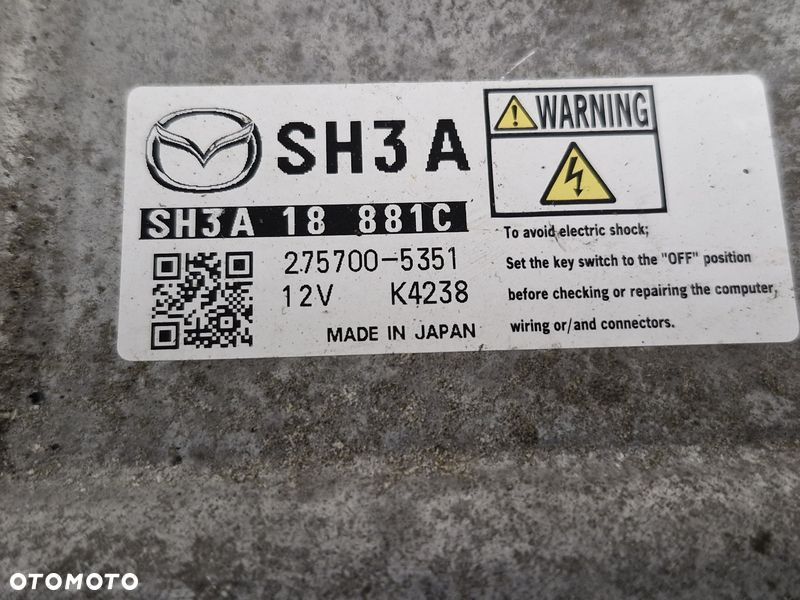 SH3A
SH3A 18 881C
275700-5351
12V K4238
MADE IN JAPAN
WARNING
To avoid electric shock;
Set the key switch to the "OFF" position
before checking or repairing the computer,
wiring or/and connectors.
OTOMOTO